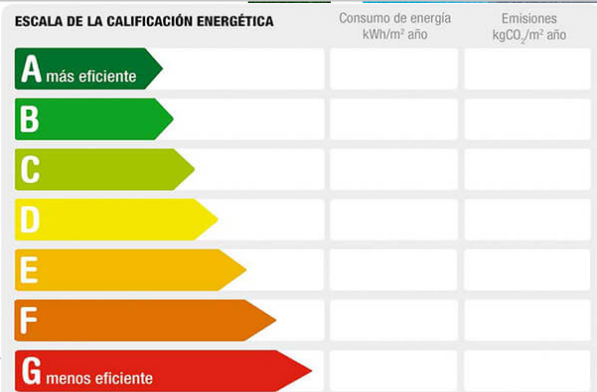 ESCALA DE LA CALIFICACIÓN ENERGÉTICA
Consumo de energía
kWh/m² año
Emisiones
kgCO₂/m² año
A más eficiente
B
C
D
E
F
G menos eficiente